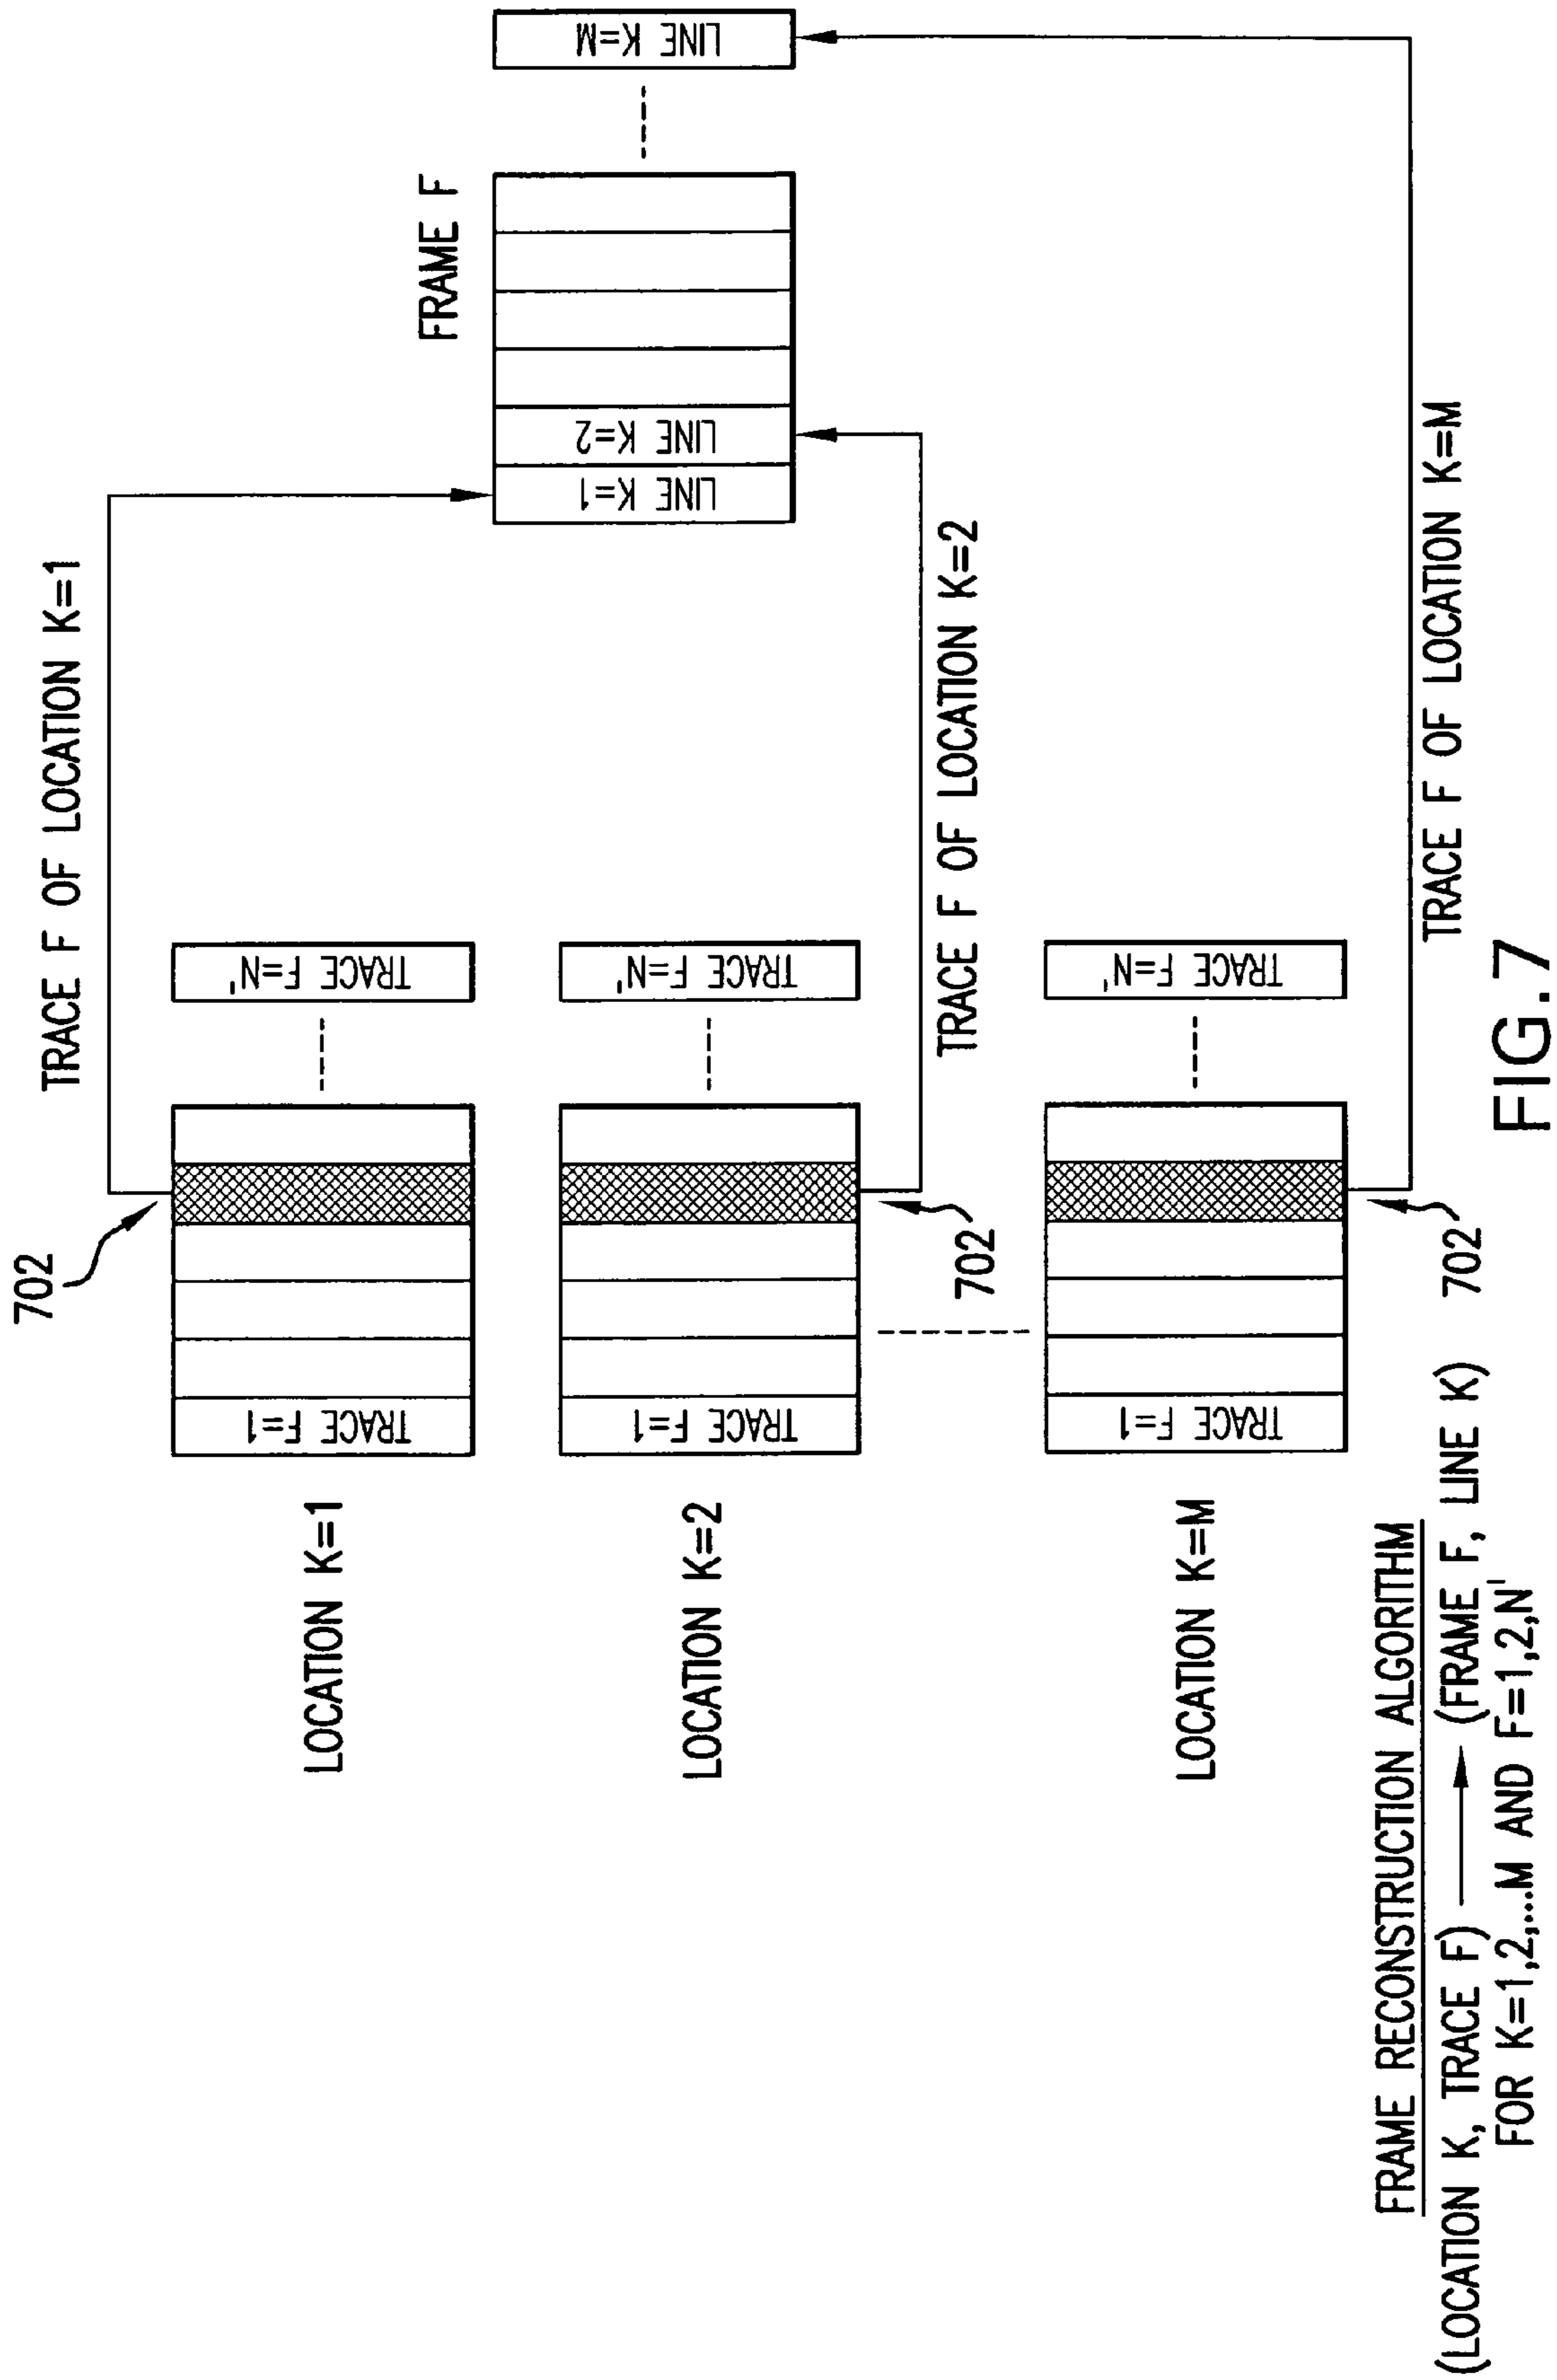 702
TRACE F OF LOCATION K=1
LOCATION K=1
TRACE F=1
TRACE F=N'
FRAME F
LINE K=1
LINE K=2
LINE K=M
LOCATION K=2
TRACE F=1
TRACE F=N'
702
TRACE F OF LOCATION K=2
LOCATION K=M
TRACE F=1
TRACE F=N'
702
TRACE F OF LOCATION K=M
FRAME RECONSTRUCTION ALGORITHM
(LOCATION K, TRACE F) → (FRAME F, LINE K)
FOR K=1,2,...M AND F=1,2,N'
FIG.7